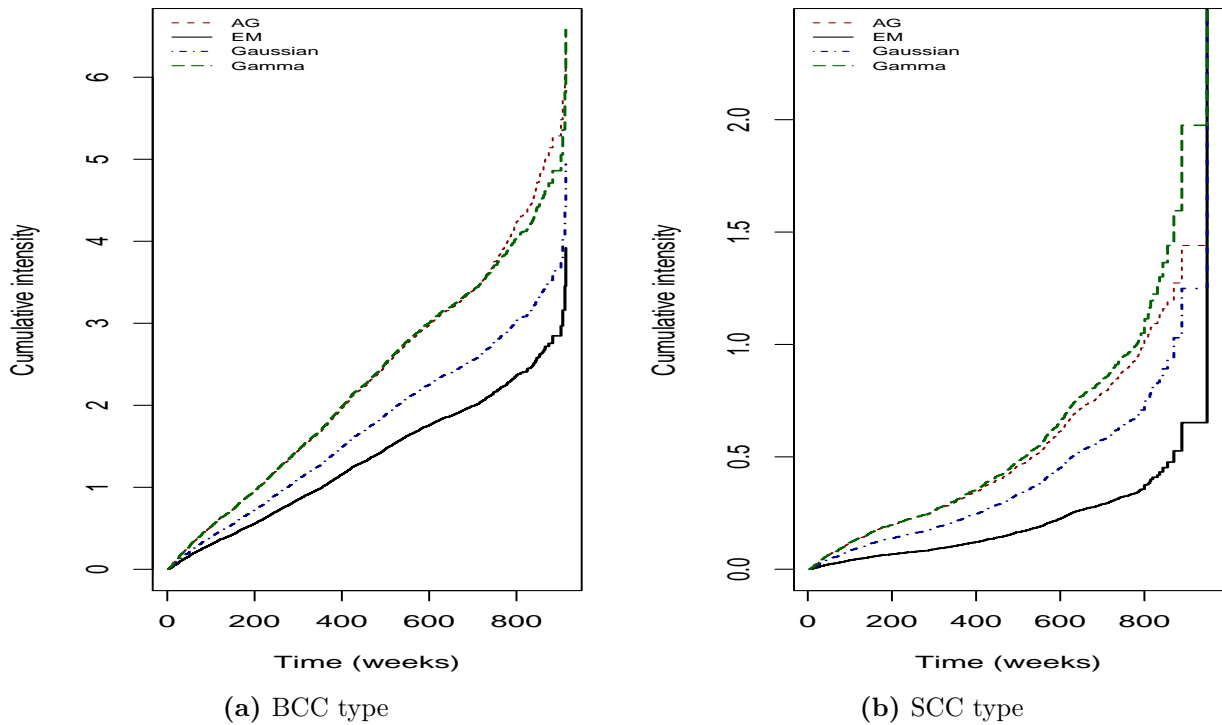 AG
EM
Gaussian
Gamma
Cumulative intensity
0 1 2 3 4 5 6
0 200 400 600 800
Time (weeks)
(a) BCC type
AG
EM
Gaussian
Gamma
Cumulative intensity
0.0 0.5 1.0 1.5 2.0
0 200 400 600 800
Time (weeks)
(b) SCC type